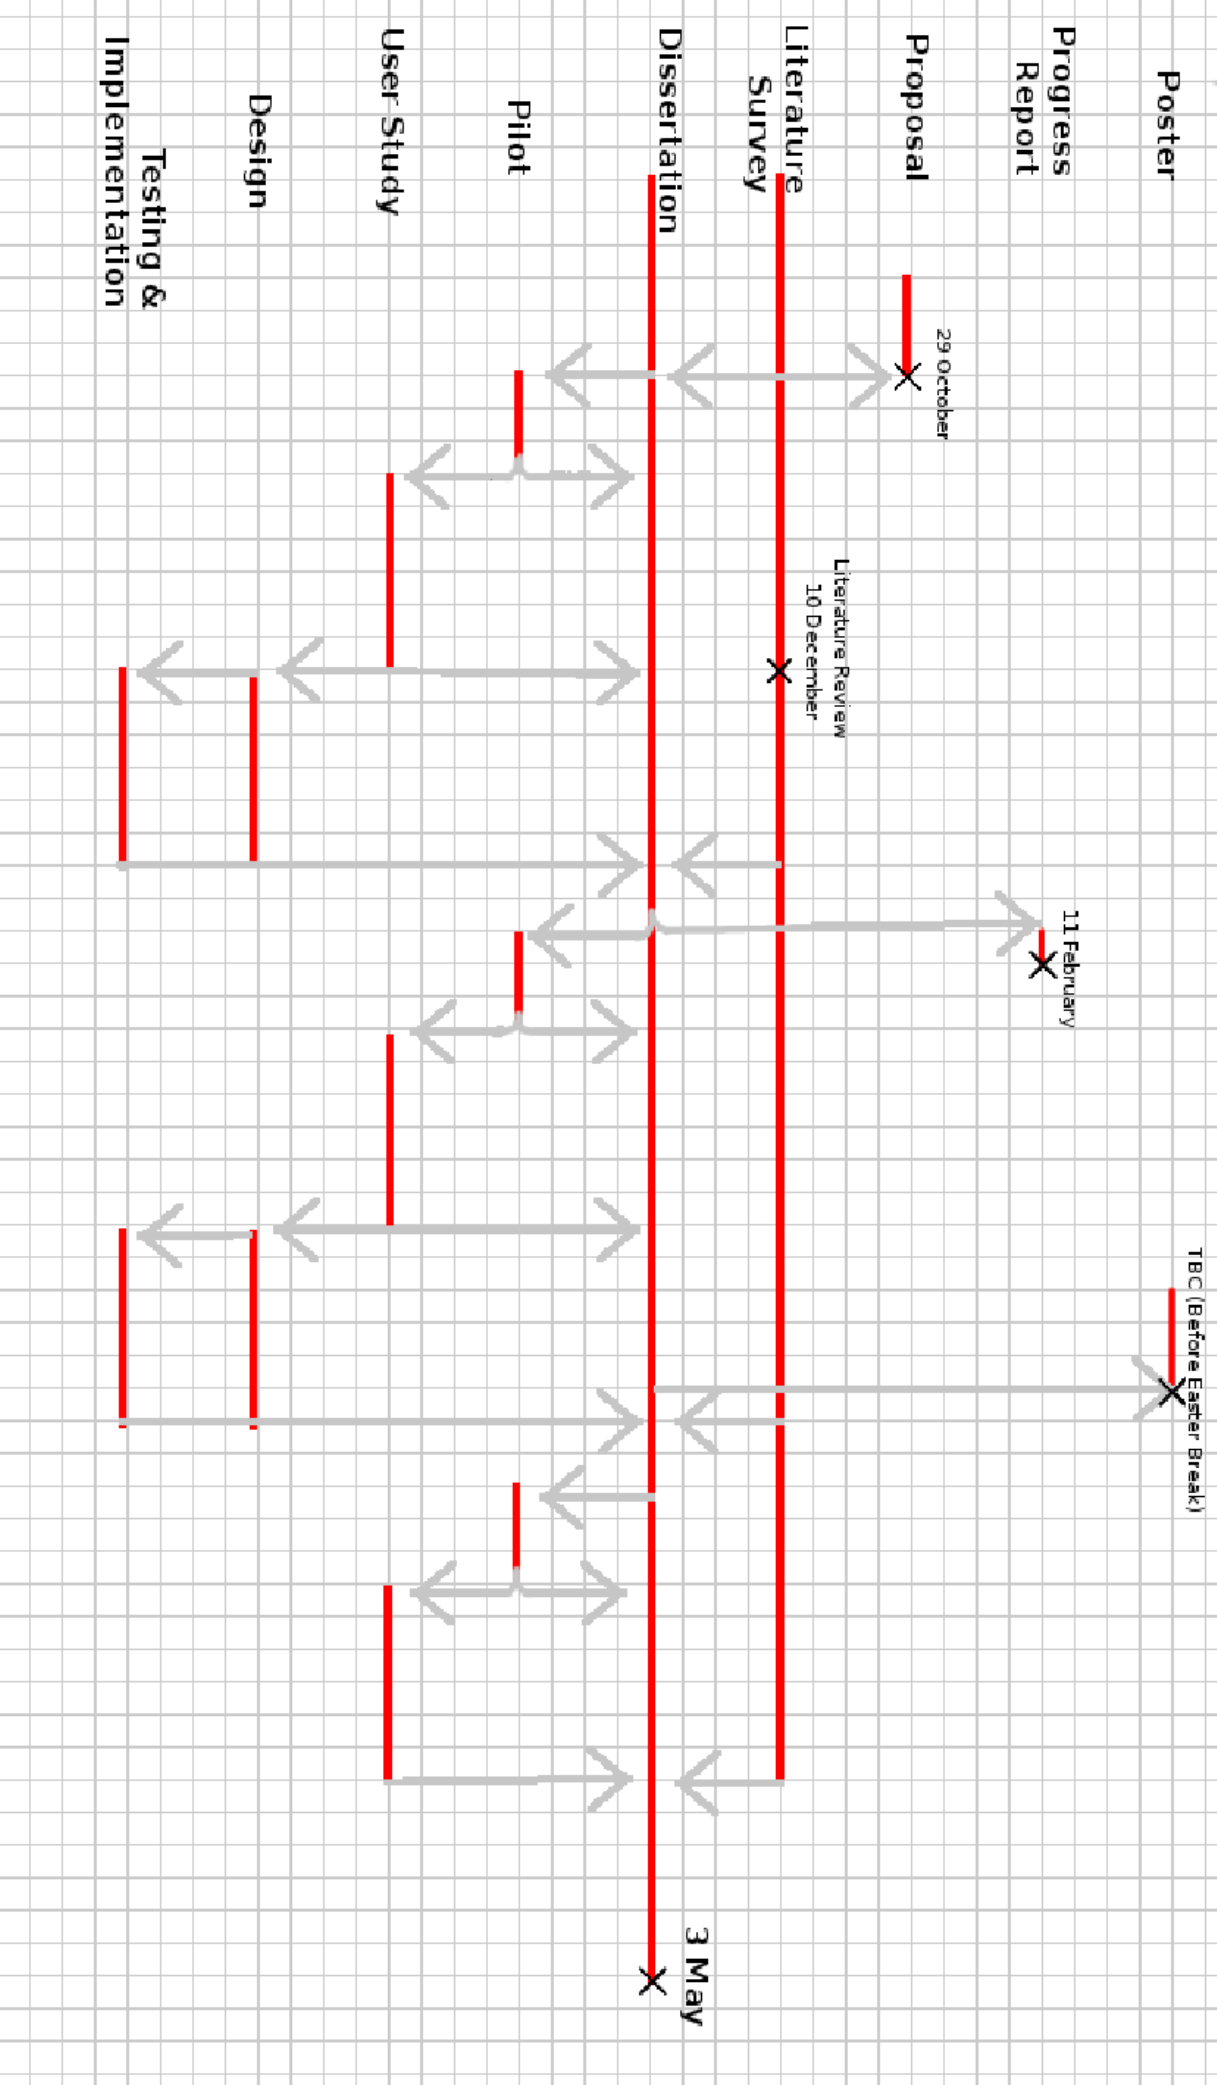 Poster
TBC (Before Easter Break)
Progress
Report
11 February
Proposal
29 October
Literature
Survey
Literature Review
10 December
Dissertation
3 May
Pilot
User Study
Design
Testing &
Implementation